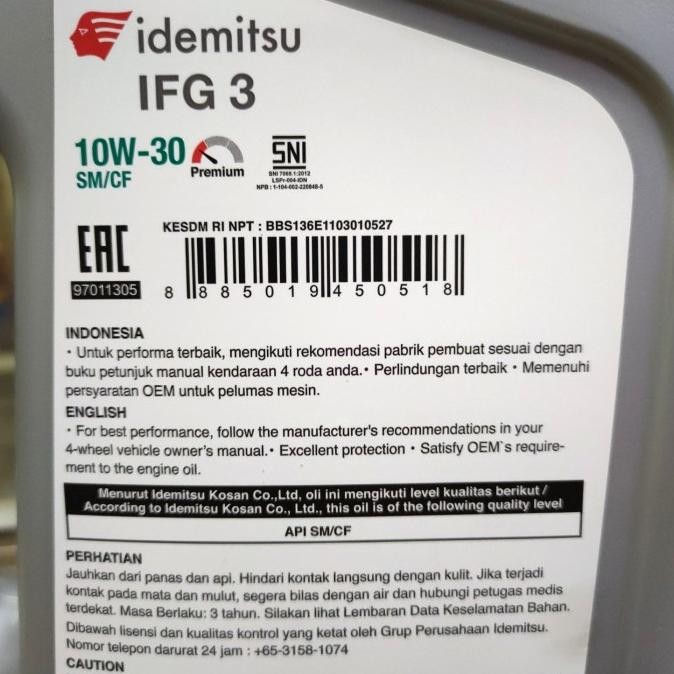 idemitsu
IFG 3
10W-30
SM/CF
Premium
SNI
SNI 7069.1:2012
LSPr-004-IDN
NPB : 1-104-002-220848-5
KESDM RI NPT : BBS136E1103010527
EAC
97011305
8 885019 450518
INDONESIA
• Untuk performa terbaik, mengikuti rekomendasi pabrik pembuat sesuai dengan
buku petunjuk manual kendaraan 4 roda anda.• Perlindungan terbaik • Memenuhi
persyaratan OEM untuk pelumas mesin.
ENGLISH
• For best performance, follow the manufacturer's recommendations in your
4-wheel vehicle owner's manual.• Excellent protection • Satisfy OEM`s require-
ment to the engine oil.
Menurut Idemitsu Kosan Co.,Ltd, oli ini mengikuti level kualitas berikut /
According to Idemitsu Kosan Co., Ltd., this oil is of the following quality level
API SM/CF
PERHATIAN
Jauhkan dari panas dan api. Hindari kontak langsung dengan kulit. Jika terjadi
kontak pada mata dan mulut, segera bilas dengan air dan hubungi petugas medis
terdekat. Masa Berlaku: 3 tahun. Silakan lihat Lembaran Data Keselamatan Bahan.
Dibawah lisensi dan kualitas kontrol yang ketat oleh Grup Perusahaan Idemitsu.
Nomor telepon darurat 24 jam : +65-3158-1074
CAUTION